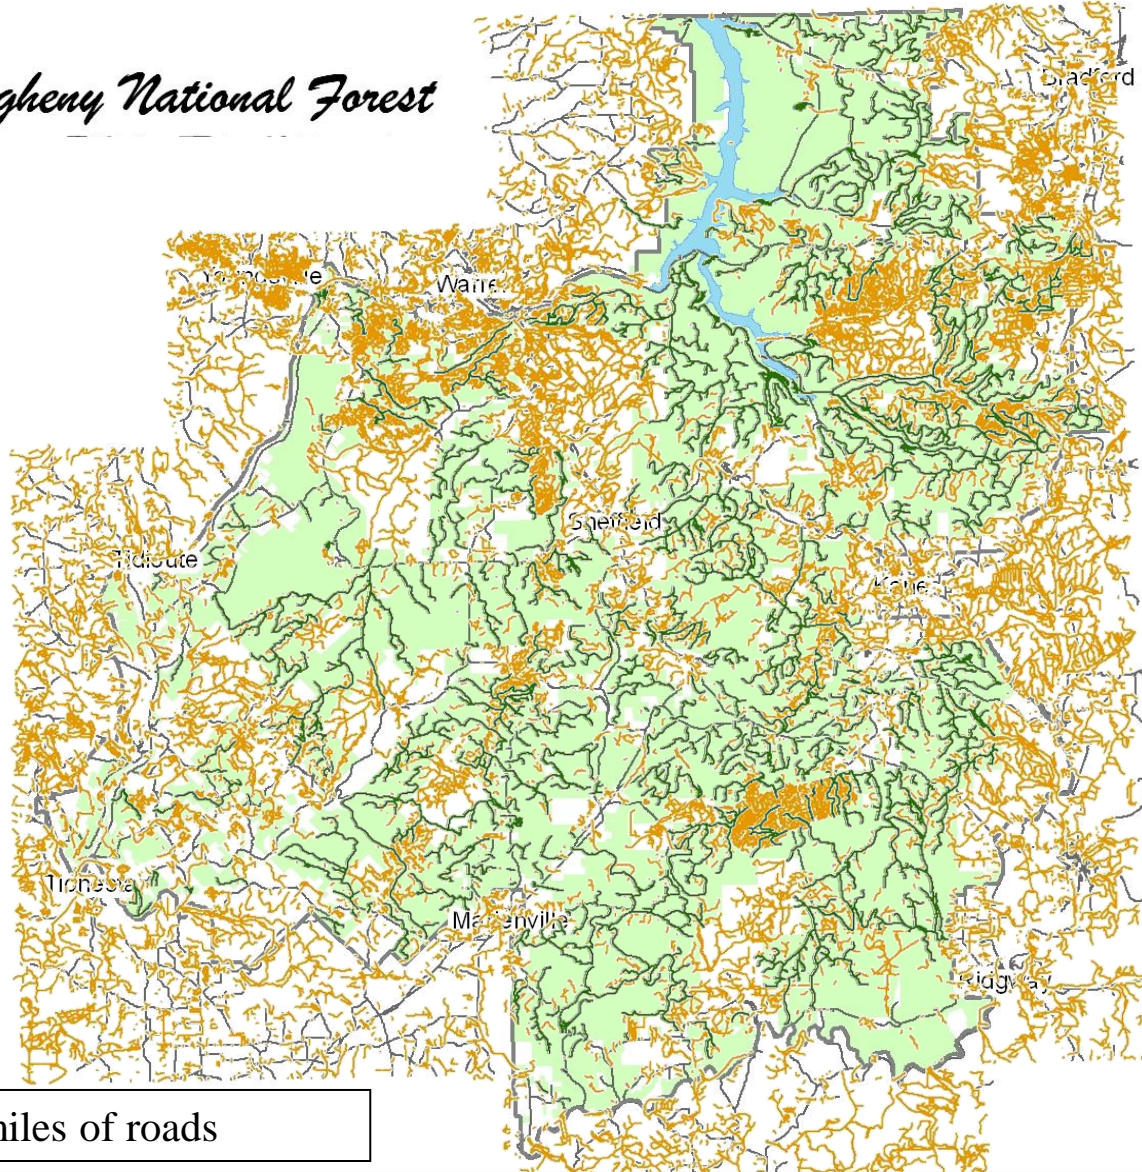 gheny National Forest
Bradford
Warre
Sheffield
Tidioute
Kane
Tionesta
Marienville
Ridgway
miles of roads